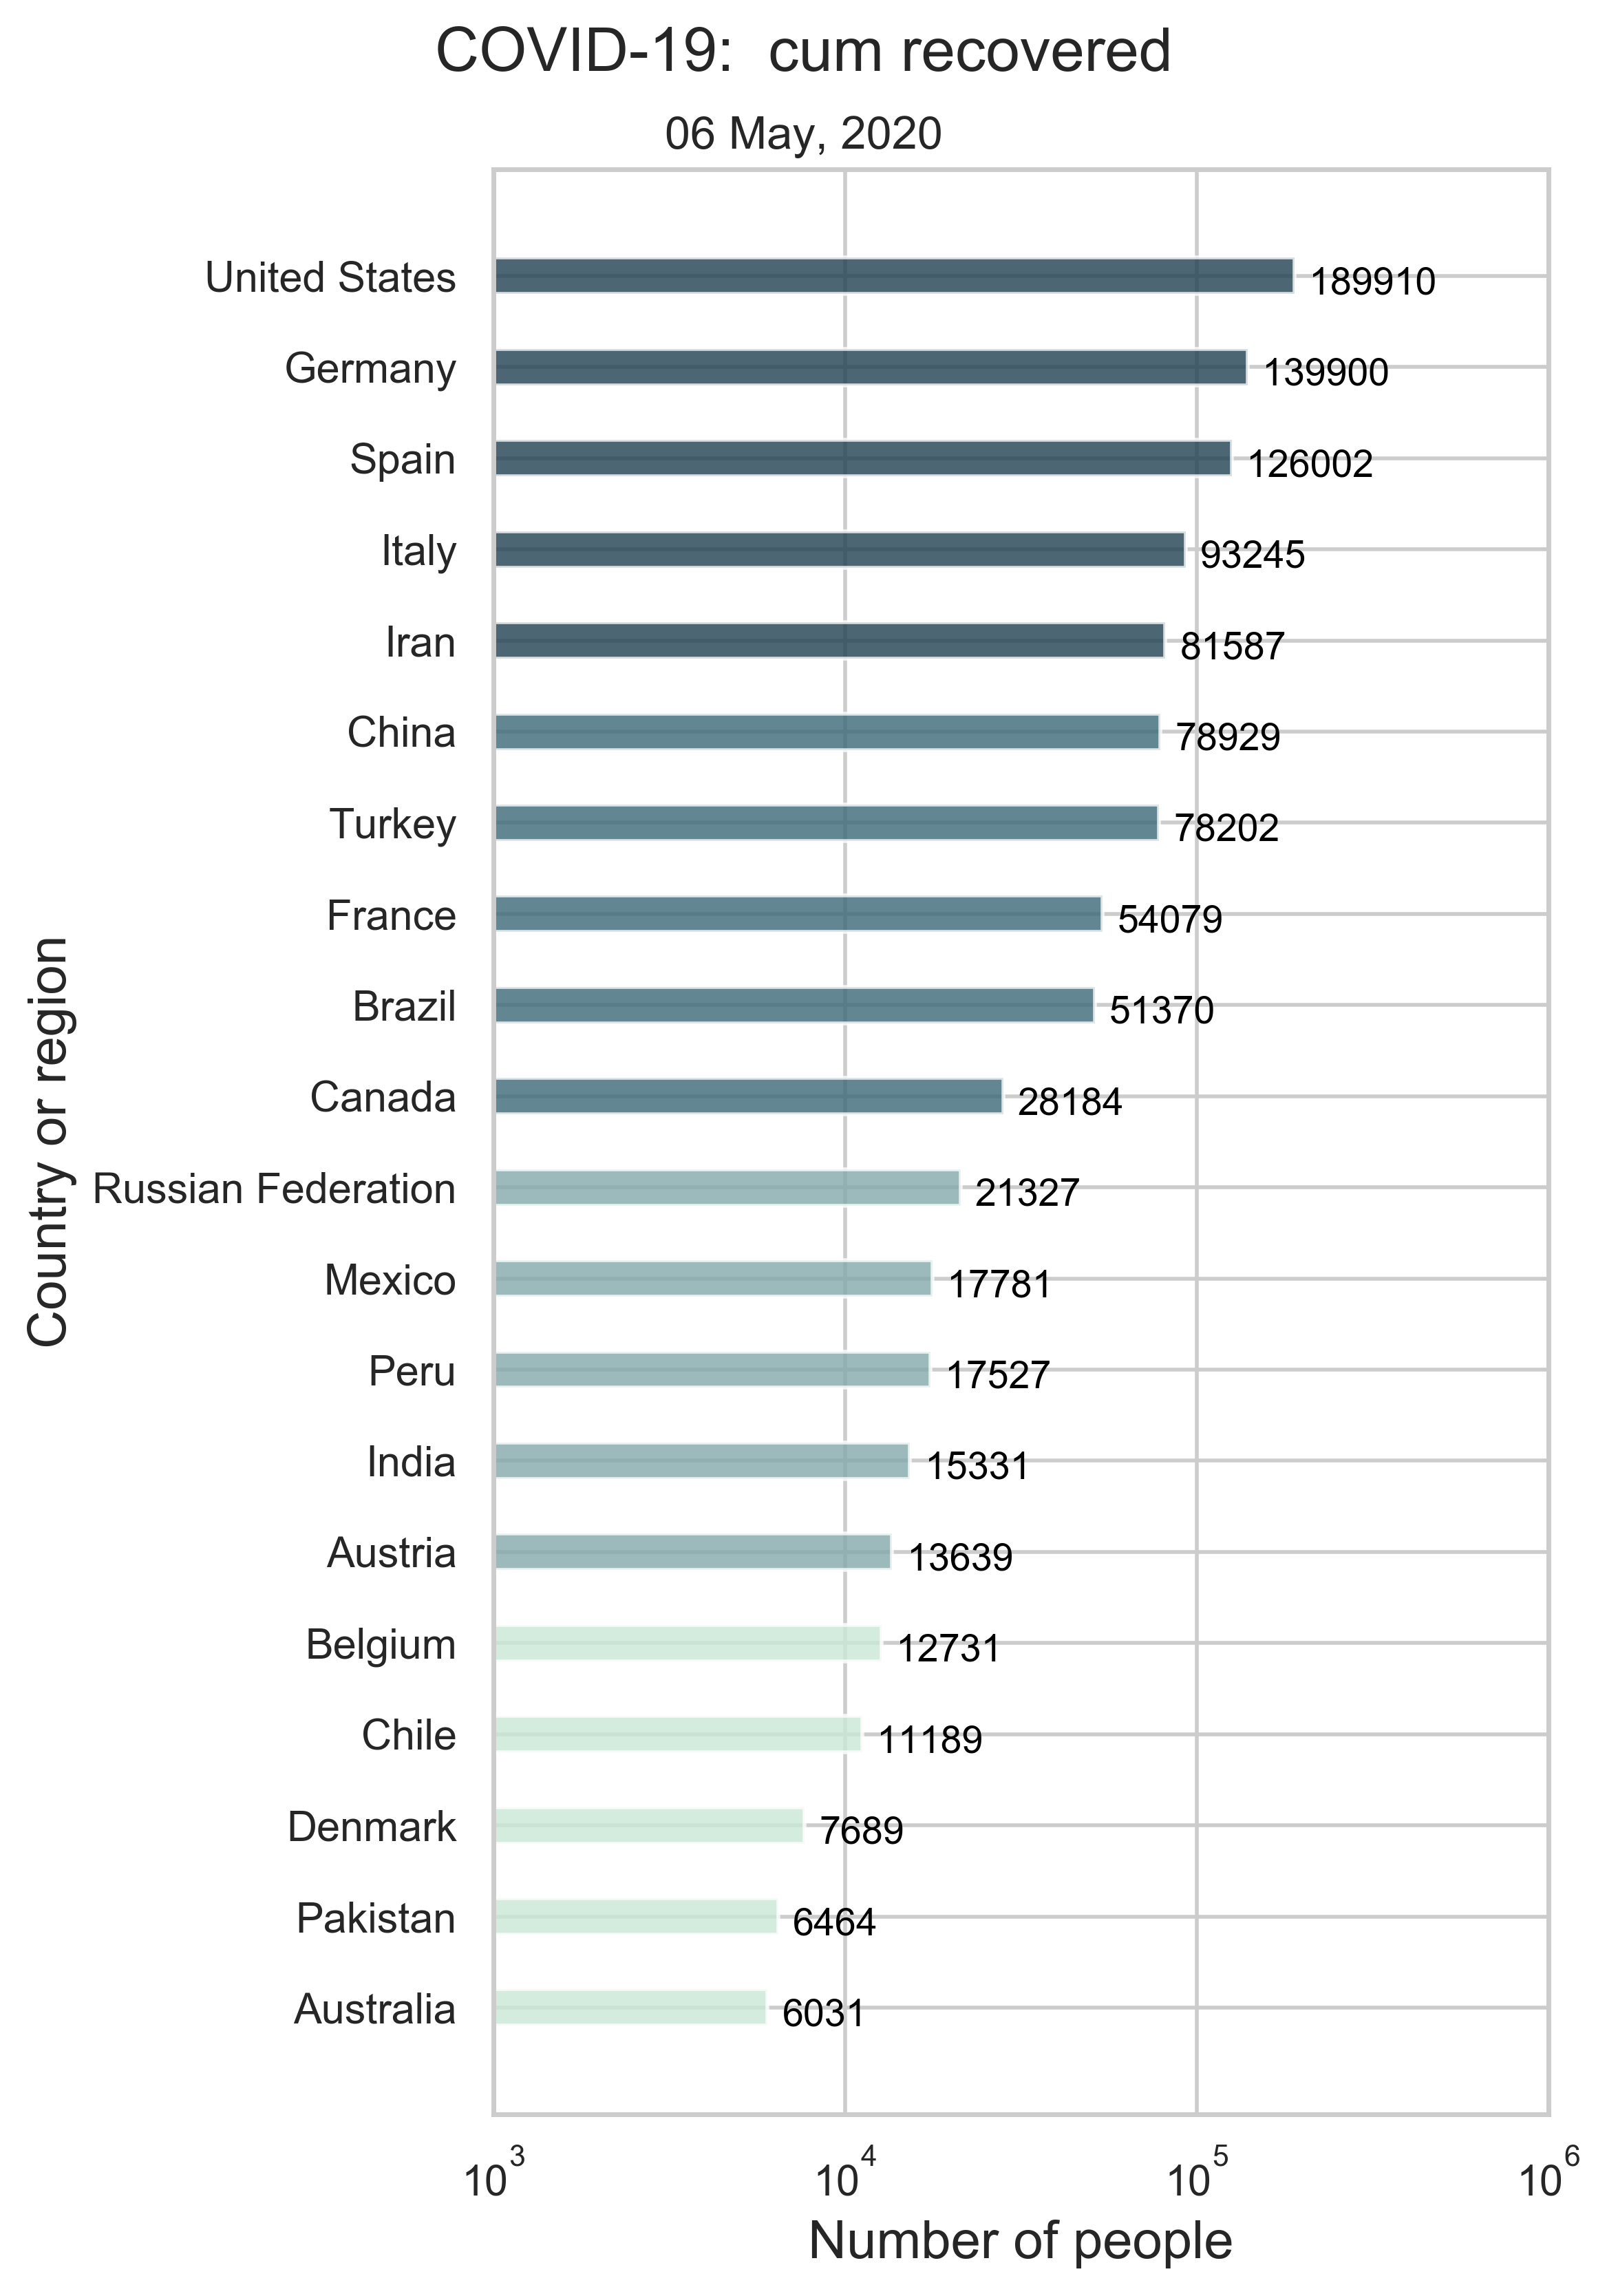 COVID-19:  cum recovered
06 May, 2020
United States 189910
Germany 139900
Spain 126002
Italy 93245
Iran 81587
China 78929
Turkey 78202
France 54079
Brazil 51370
Canada 28184
Russian Federation 21327
Mexico 17781
Peru 17527
India 15331
Austria 13639
Belgium 12731
Chile 11189
Denmark 7689
Pakistan 6464
Australia 6031
Country or region
10^3 10^4 10^5 10^6
Number of people